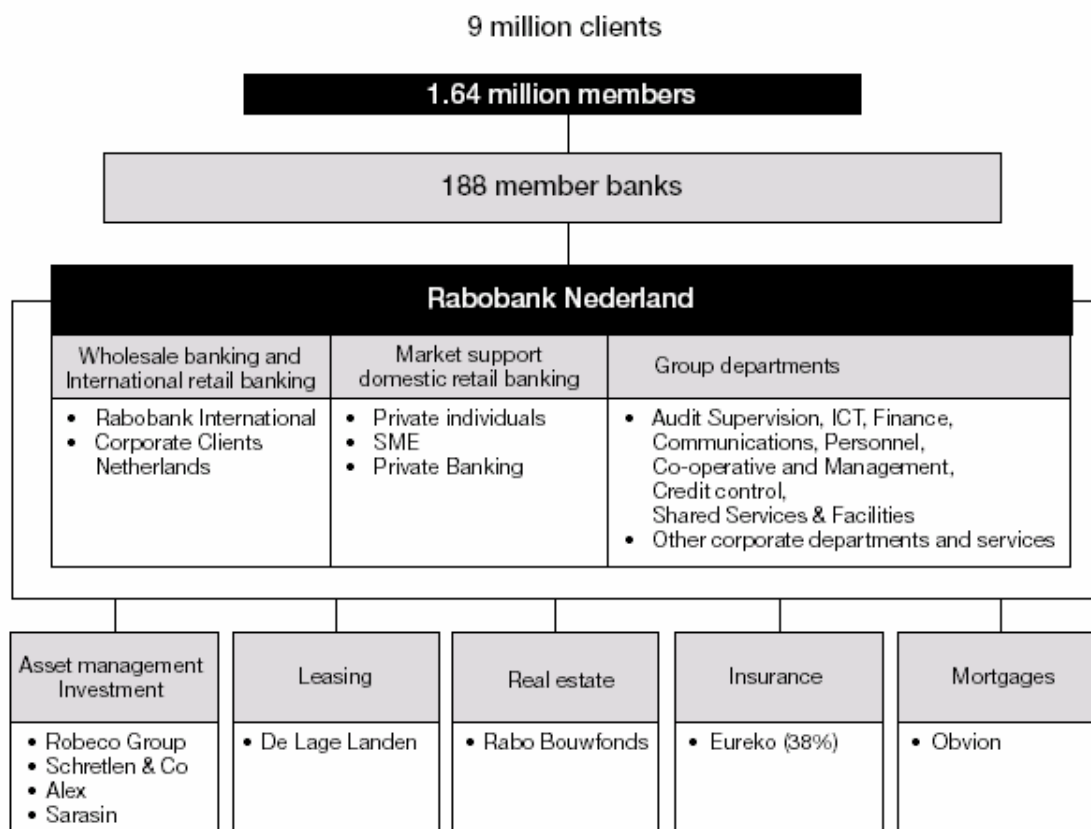 9 million clients
1.64 million members
188 member banks
Rabobank Nederland
Wholesale banking and
International retail banking
• Rabobank International
• Corporate Clients
Netherlands
Market support
domestic retail banking
• Private individuals
• SME
• Private Banking
Group departments
• Audit Supervision, ICT, Finance,
Communications, Personnel,
Co-operative and Management,
Credit control,
Shared Services & Facilities
• Other corporate departments and services
Asset management
Investment
• Robeco Group
• Schretlen & Co
• Alex
• Sarasin
Leasing
• De Lage Landen
Real estate
• Rabo Bouwfonds
Insurance
• Eureko (38%)
Mortgages
• Obvion